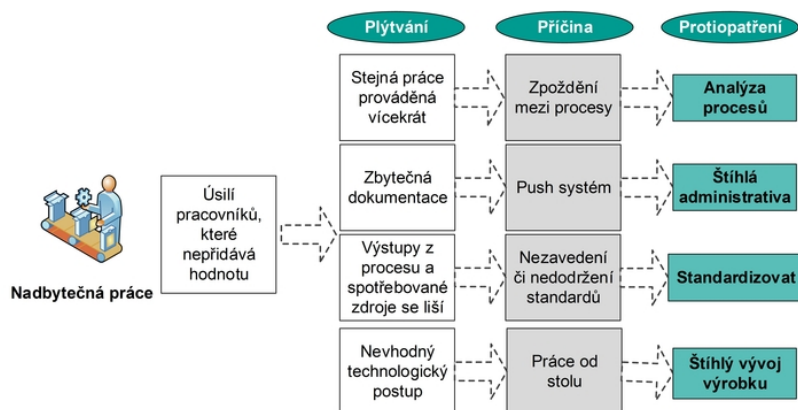 Plýtvání
Příčina
Protiopatření
Stejná práce
prováděná
vícekrát
Zpoždění
mezi procesy
Analýza
procesů
Zbytečná
dokumentace
Push systém
Štíhlá
administrativa
Úsilí
pracovníků,
které
nepřidává
hodnotu
Nadbytečná práce
Výstupy z
procesu a
spotřebované
zdroje se liší
Nezavedení
či nedodržení
standardů
Standardizovat
Nevhodný
technologický
postup
Práce od
stolu
Štíhlý vývoj
výrobku